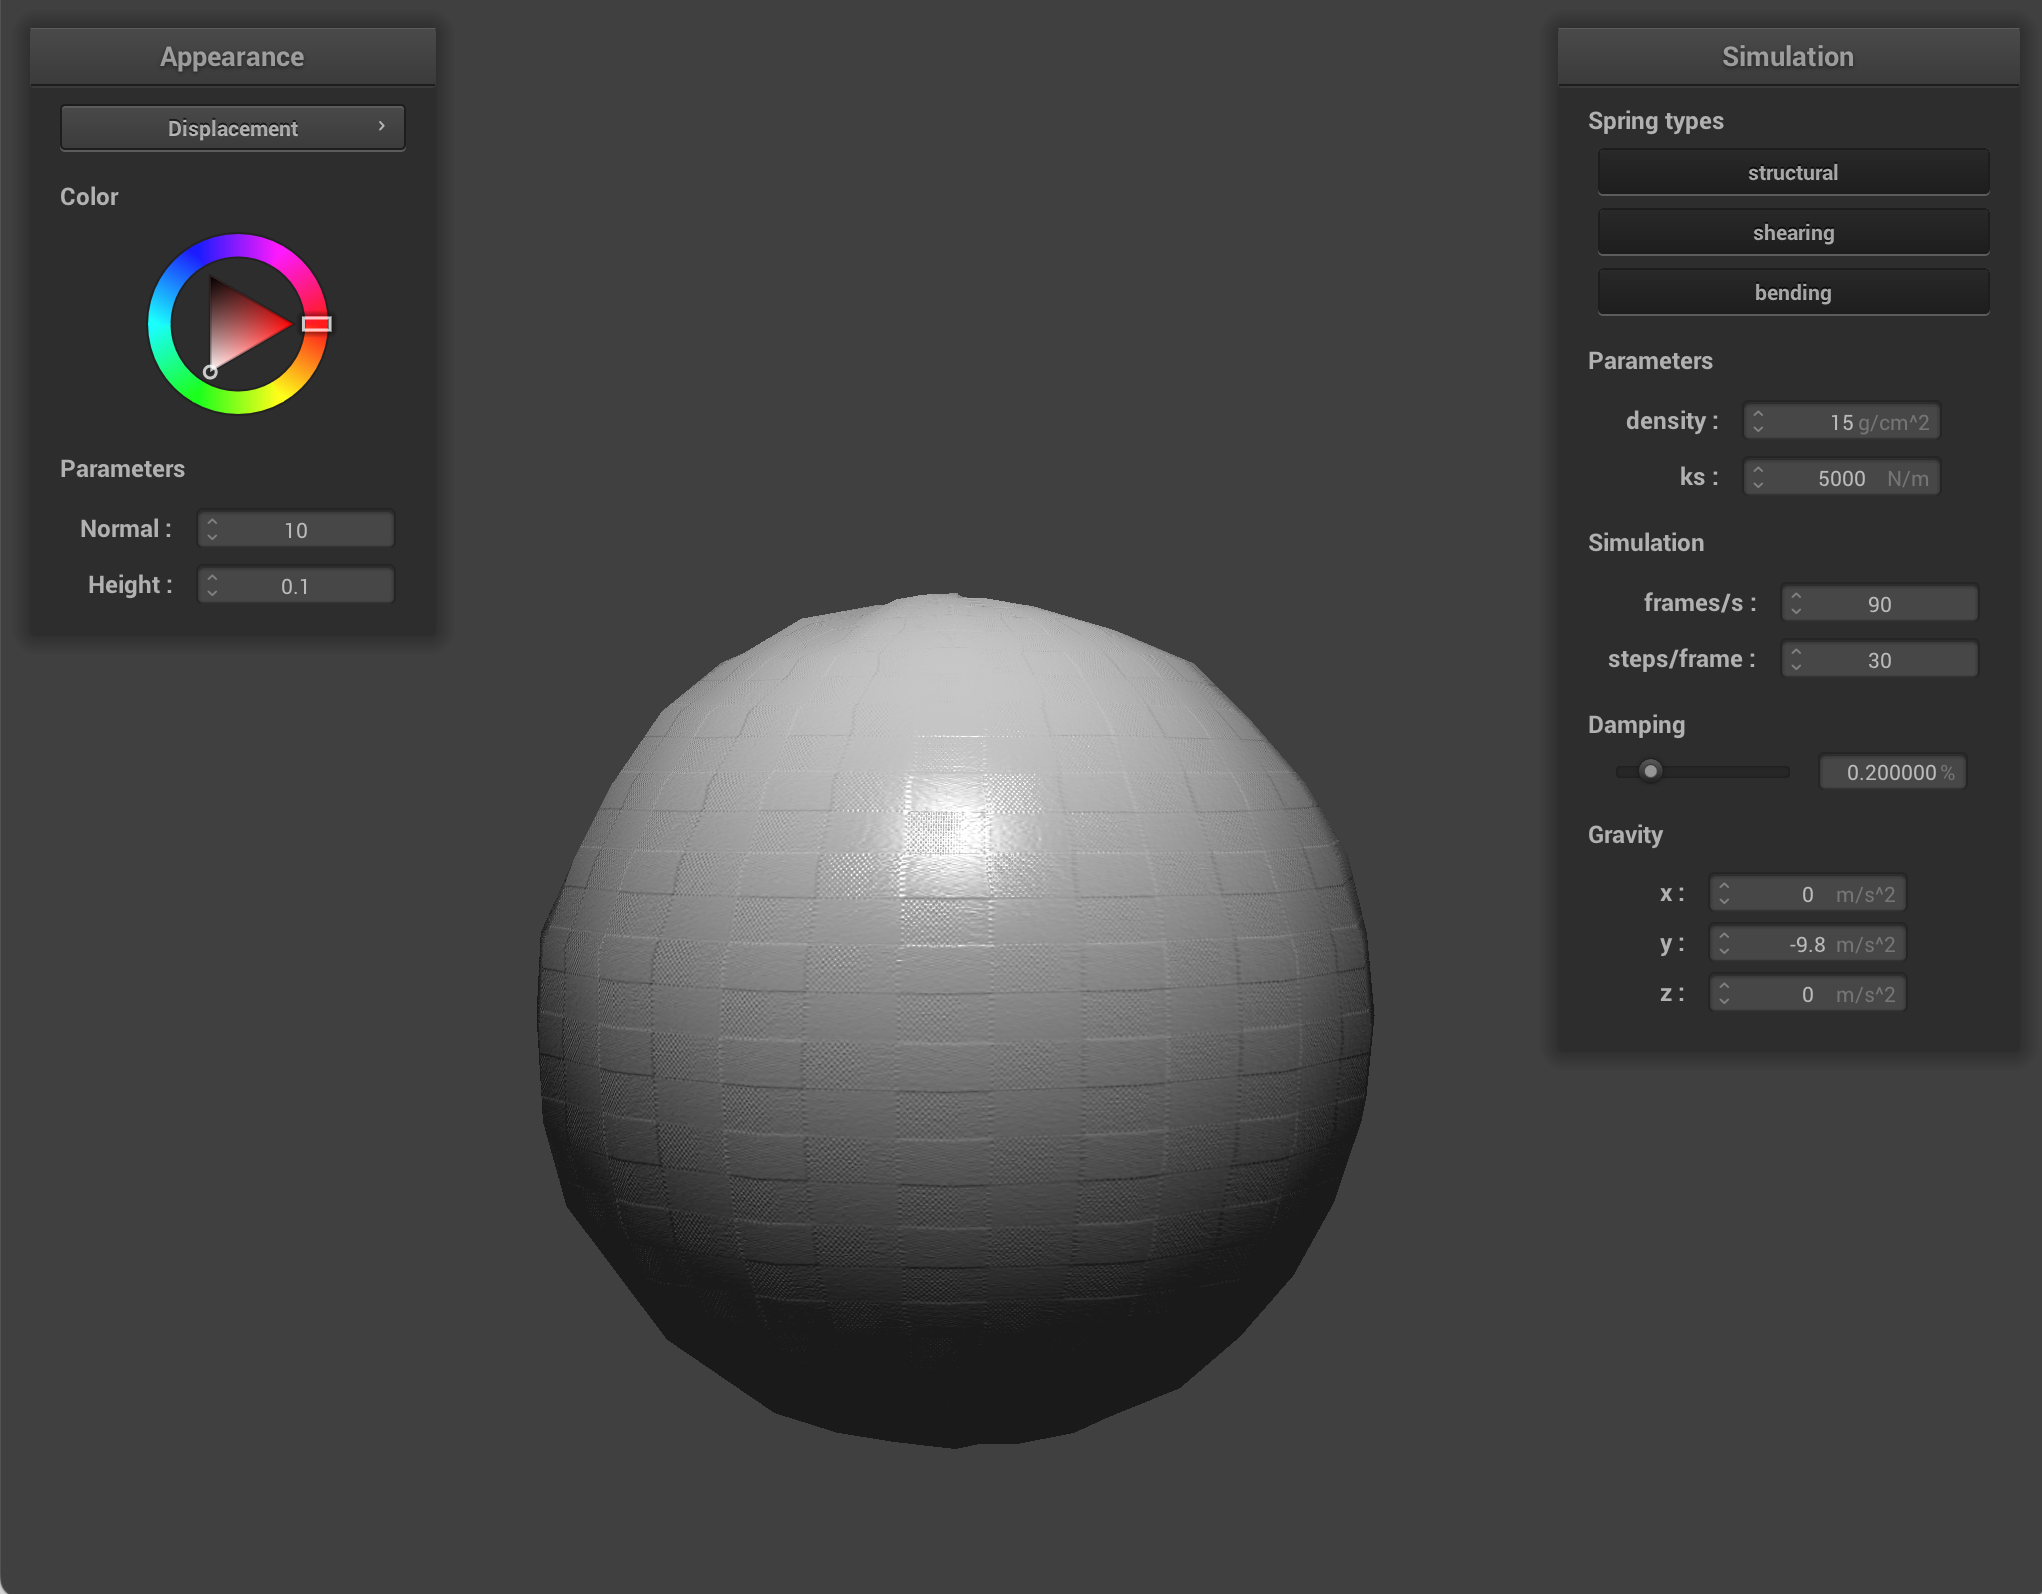 Appearance
Displacement
Color
Parameters
Normal : 10
Height : 0.1
Simulation
Spring types
structural
shearing
bending
Parameters
density : 15 g/cm^2
ks : 5000 N/m
Simulation
frames/s : 90
steps/frame : 30
Damping
0.200000 %
Gravity
x : 0 m/s^2
y : -9.8 m/s^2
z : 0 m/s^2